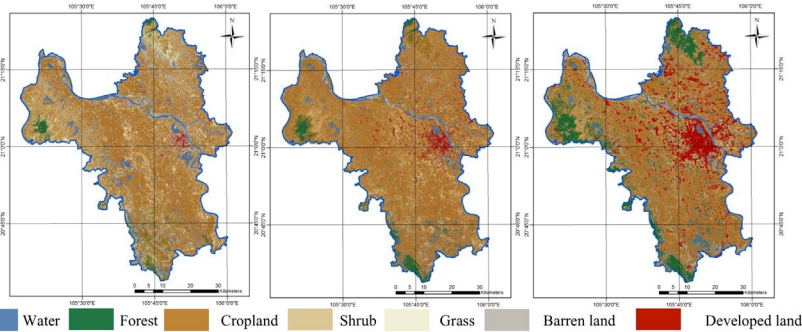 105°30'0"E 105°45'0"E 106°0'0"E 105°30'0"E 105°45'0"E 106°0'0"E 105°30'0"E 105°45'0"E 106°0'0"E
N N N
21°15'0"N 21°15'0"N 21°15'0"N
21°0'0"N 21°0'0"N 21°0'0"N
20°45'0"N 20°45'0"N 20°45'0"N
0 5 10 20 30 0 5 10 20 30 0 5 10 20 30
Kilometers Kilometers Kilometers
105°30'0"E 105°45'0"E 106°0'0"E 105°30'0"E 105°45'0"E 106°0'0"E 105°30'0"E 105°45'0"E 106°0'0"E
Water Forest Cropland Shrub Grass Barren land Developed land